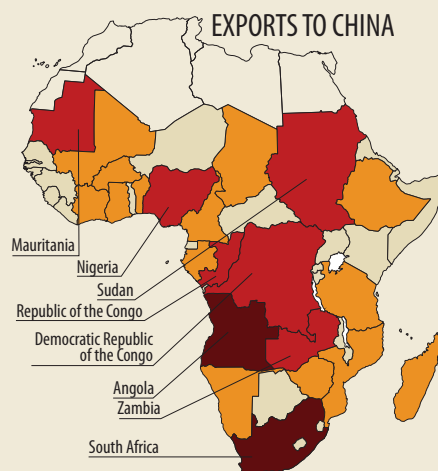 EXPORTS TO CHINA
Mauritania
Nigeria
Sudan
Republic of the Congo
Democratic Republic
of the Congo
Angola
Zambia
South Africa